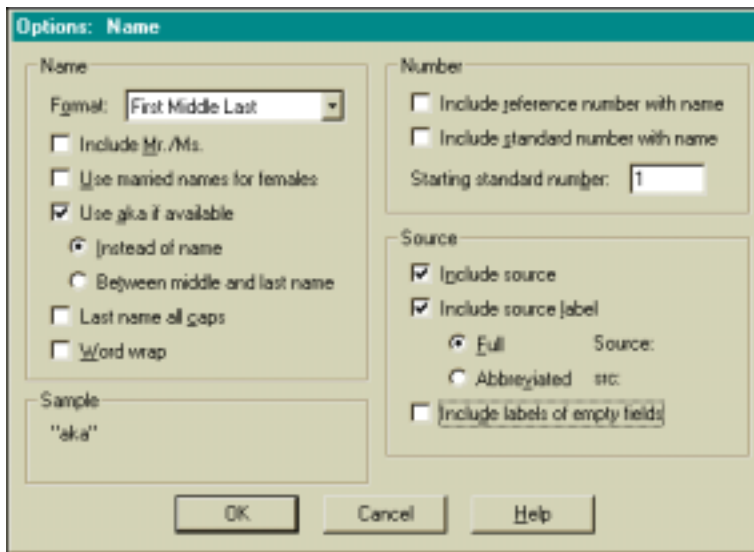 Options: Name
Name
Format: First Middle Last
Include Mr./Ms.
Use married names for females
Use aka if available
Instead of name
Between middle and last name
Last name all caps
Word wrap
Sample
"aka"
Number
Include reference number with name
Include standard number with name
Starting standard number: 1
Source
Include source
Include source label
Full Source:
Abbreviated src:
Include labels of empty fields
OK Cancel Help